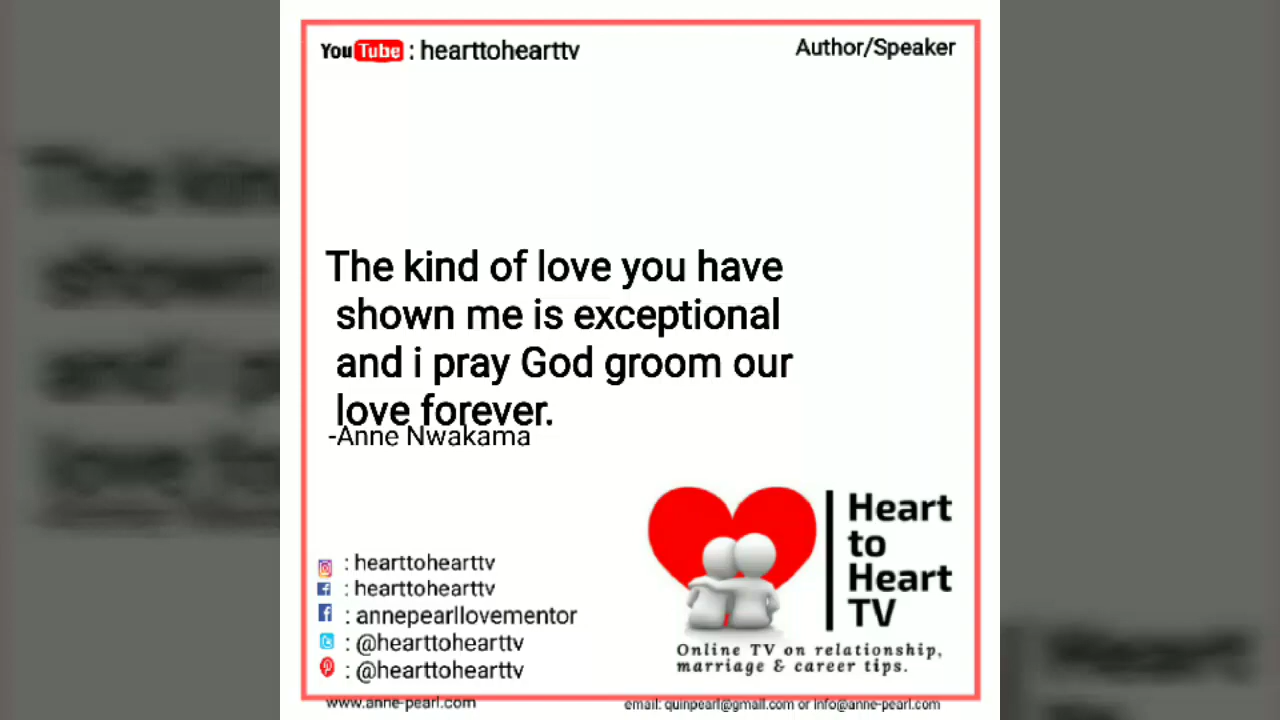 YouTube : hearttohearttv
Author/Speaker
The kind of love you have
shown me is exceptional
and i pray God groom our
love forever.
-Anne Nwakama
: hearttohearttv
: hearttohearttv
: annepearllovementor
: @hearttohearttv
: @hearttohearttv
Heart
to
Heart
TV
Online TV on relationship,
marriage & career tips.
www.anne-pearl.com
email: quinpearl@gmail.com or info@anne-pearl.com